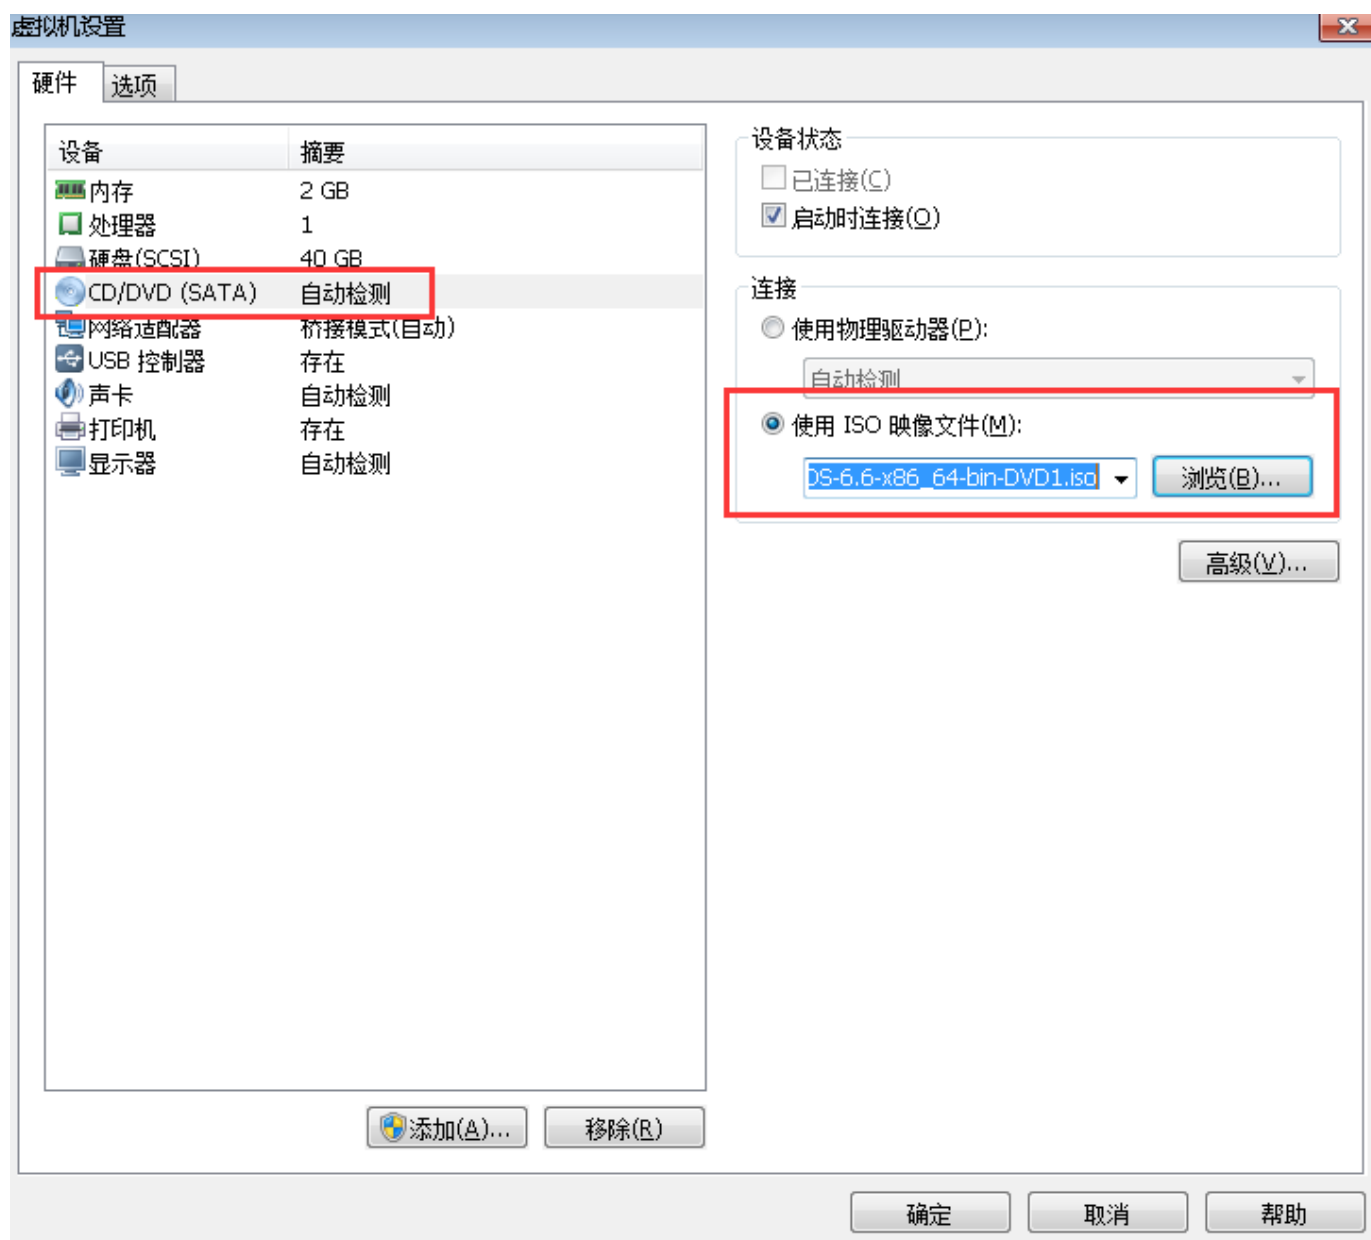 虚拟机设置
硬件
选项
设备 摘要
内存 2 GB
处理器 1
硬盘(SCSI) 40 GB
CD/DVD (SATA) 自动检测
网络适配器 桥接模式(自动)
USB 控制器 存在
声卡 自动检测
打印机 存在
显示器 自动检测
添加(A)... 移除(R)
设备状态
已连接(C)
启动时连接(O)
连接
使用物理驱动器(P):
自动检测
使用 ISO 映像文件(M):
OS-6.6-x86_64-bin-DVD1.iso 浏览(B)...
高级(V)...
确定 取消 帮助